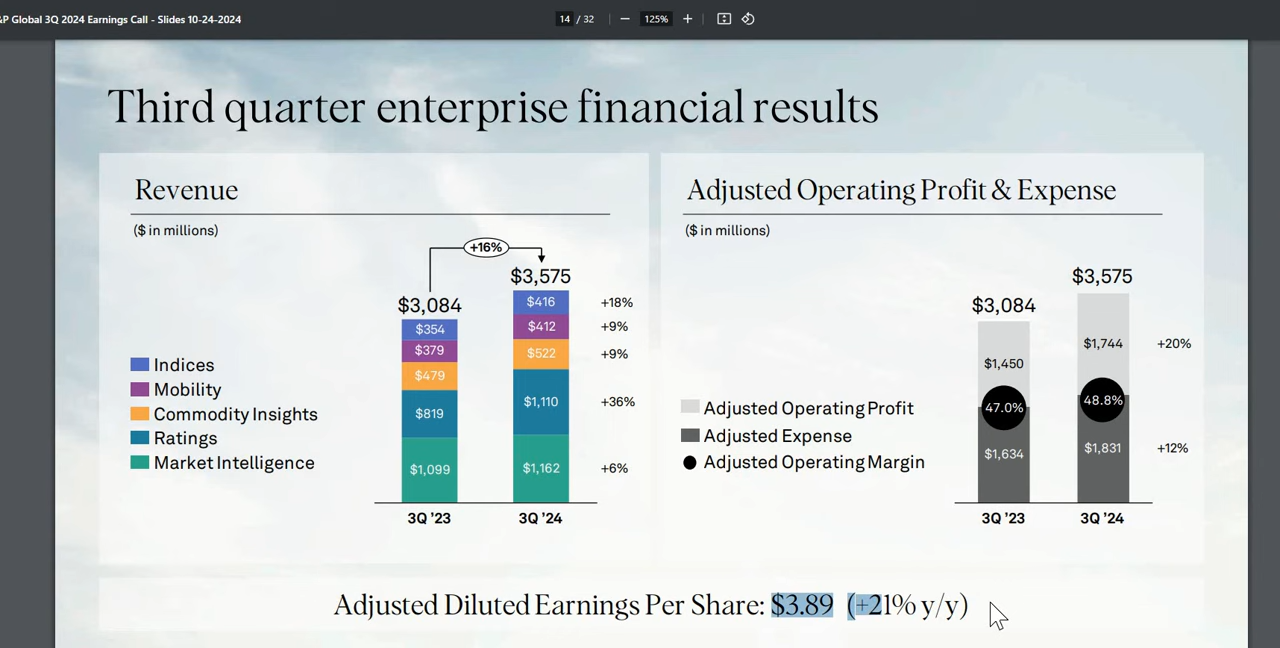 &P Global 3Q 2024 Earnings Call - Slides 10-24-2024
14 / 32
125%
Third quarter enterprise financial results
Revenue
($ in millions)
+16%
$3,084
$3,575
$354
$379
$479
$819
$1,099
$416
$412
$522
$1,110
$1,162
+18%
+9%
+9%
+36%
+6%
Indices
Mobility
Commodity Insights
Ratings
Market Intelligence
3Q ’23
3Q ’24
Adjusted Operating Profit & Expense
($ in millions)
$3,084
$3,575
$1,450
47.0%
$1,634
$1,744
48.8%
$1,831
+20%
+12%
Adjusted Operating Profit
Adjusted Expense
Adjusted Operating Margin
3Q ’23
3Q ’24
Adjusted Diluted Earnings Per Share: $3.89 (+21% y/y)